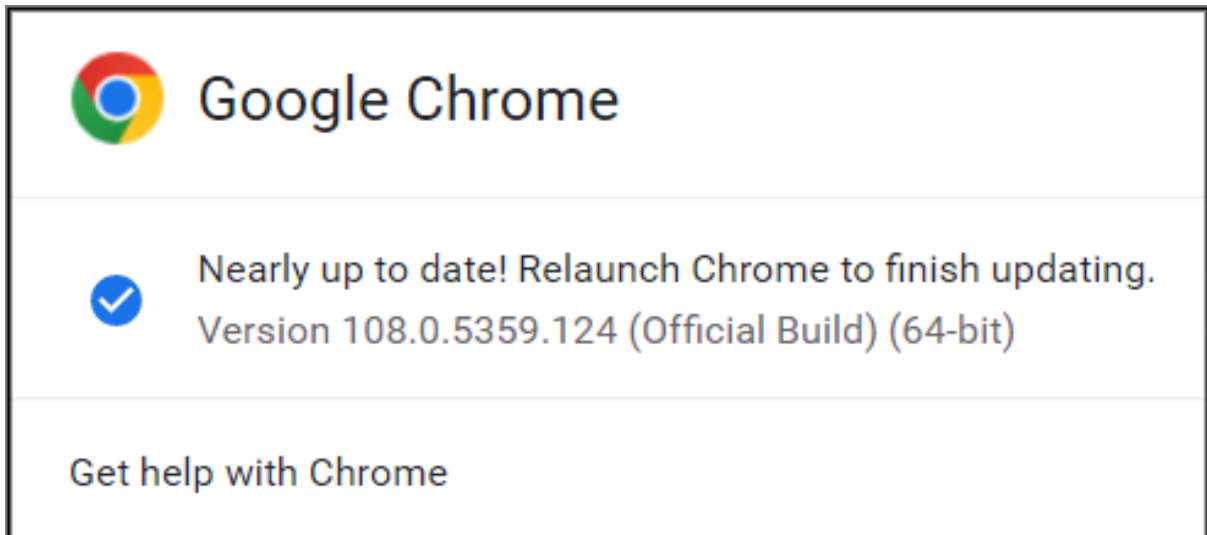 Google Chrome
Nearly up to date! Relaunch Chrome to finish updating.
Version 108.0.5359.124 (Official Build) (64-bit)
Get help with Chrome